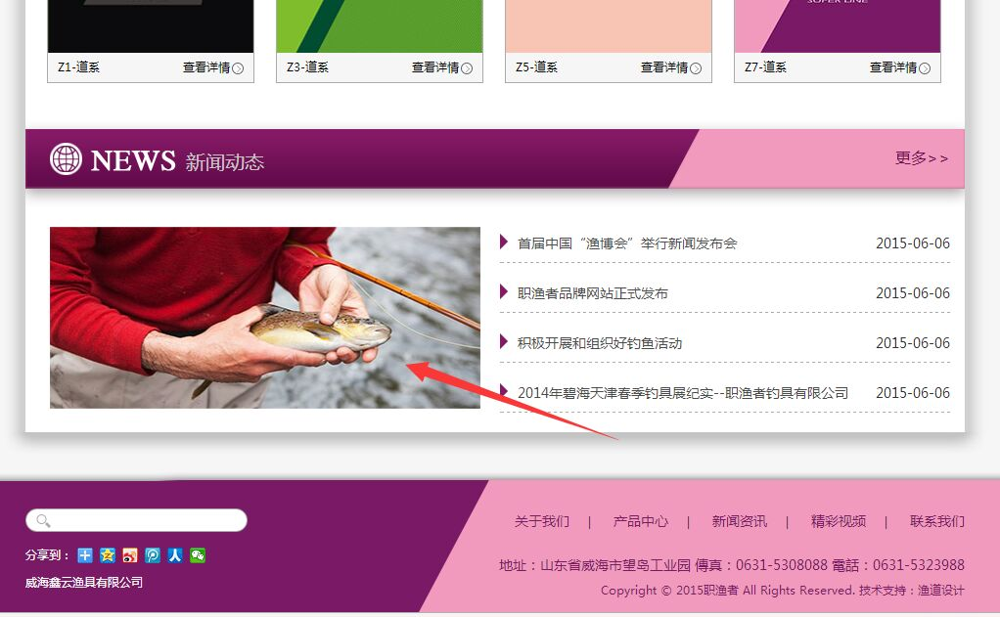 SUPER LINE
Z1-道系 查看详情 Z3-道系 查看详情 Z5-道系 查看详情 Z7-道系 查看详情
NEWS 新闻动态 更多>>
首届中国“渔博会”举行新闻发布会 2015-06-06
职渔者品牌网站正式发布 2015-06-06
积极开展和组织好钓鱼活动 2015-06-06
2014年碧海天津春季钓具展纪实--职渔者钓具有限公司 2015-06-06
关于我们 | 产品中心 | 新闻资讯 | 精彩视频 | 联系我们
分享到：
地址：山东省威海市望岛工业园 傳真：0631-5308088 電話：0631-5323988
威海鑫云渔具有限公司
Copyright © 2015职渔者 All Rights Reserved. 技术支持：渔道设计